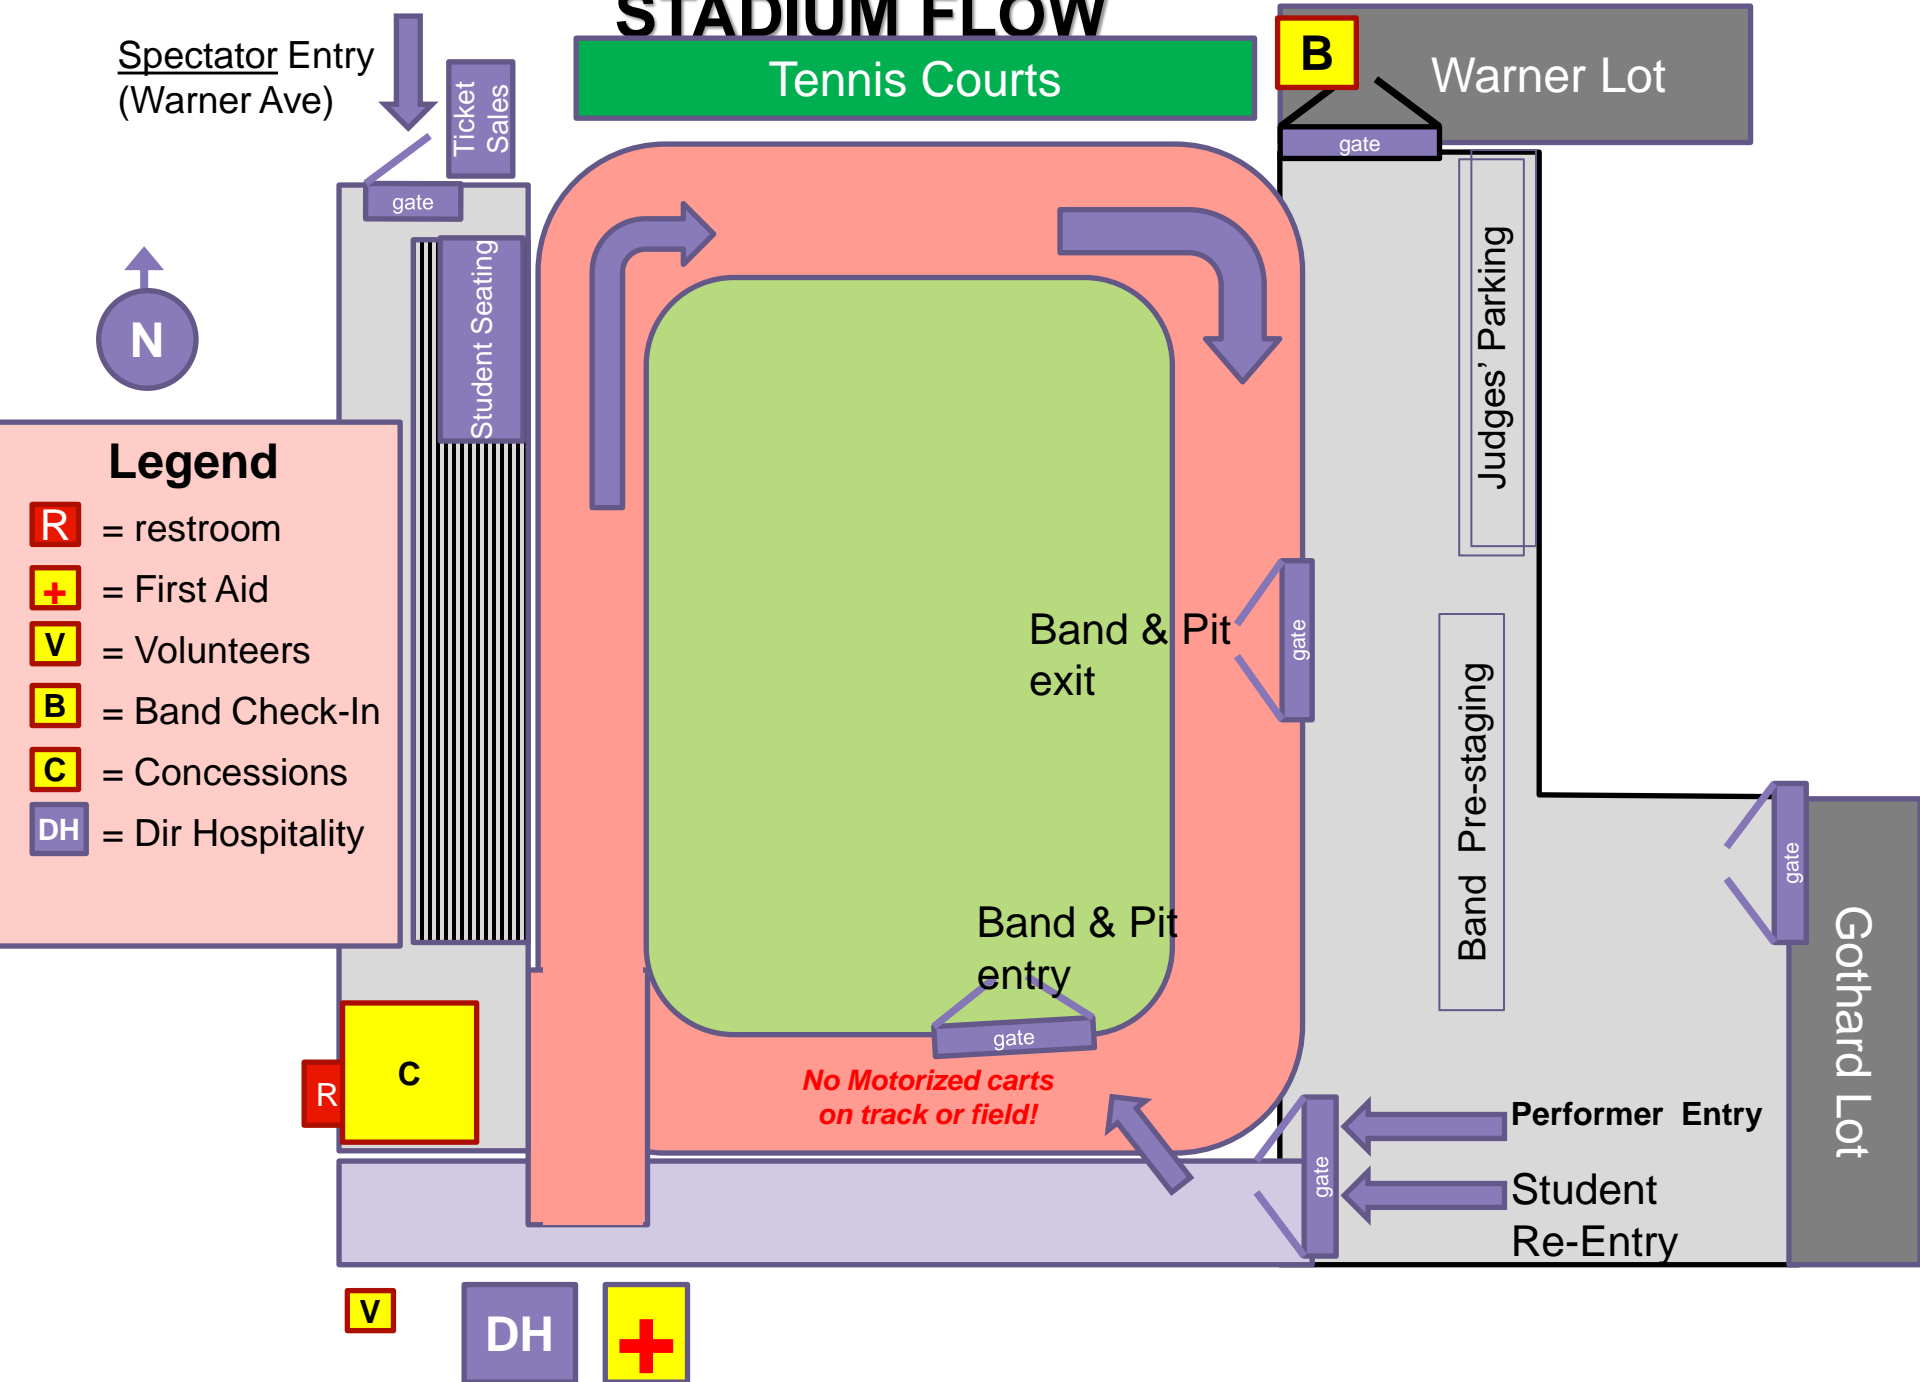 STADIUM FLOW
Spectator Entry
(Warner Ave)
Ticket
Sales
Tennis Courts
B
Warner Lot
gate
gate
N
Student Seating
Judges' Parking
Legend
R = restroom
+ = First Aid
V = Volunteers
B = Band Check-In
C = Concessions
DH = Dir Hospitality
Band & Pit
exit
gate
Band Pre-staging
gate
Gothard Lot
Band & Pit
entry
gate
No Motorized carts
on track or field!
R
C
Performer Entry
gate
Student
Re-Entry
V
DH
+